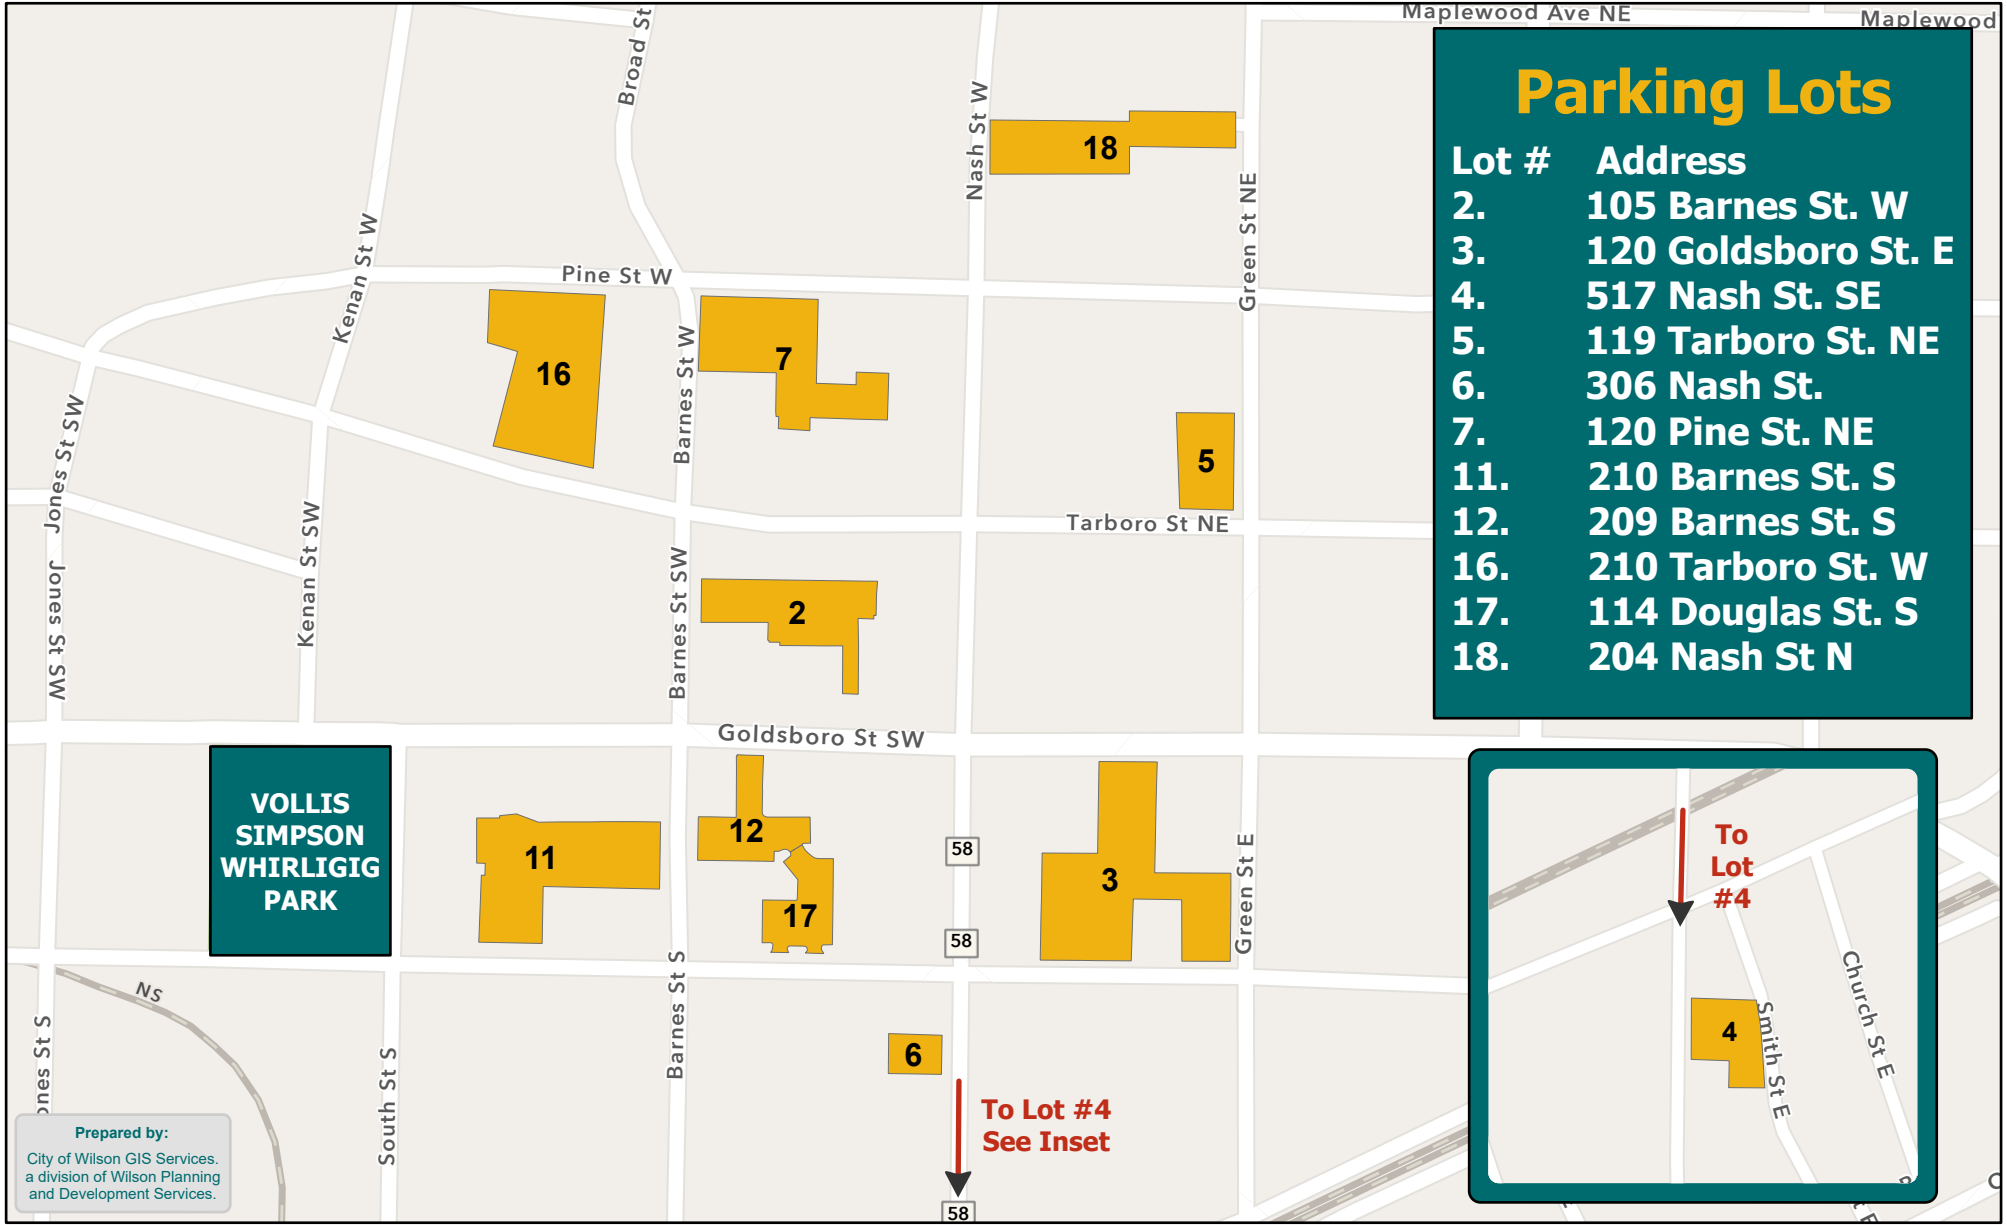 Maplewood Ave NE
Maplewood
Broad St
Nash St W
18
Green St NE
Kenan St W
Pine St W
16
7
Barnes St W
5
Tarboro St NE
Jones St SW
Jones St SW
Kenan St SW
Barnes St SW
2
Goldsboro St SW
VOLLIS
SIMPSON
WHIRLIGIG
PARK
11
12
17
58
58
3
Green St E
NS
ones St S
South St S
Barnes St S
6
To Lot #4
See Inset
58
Prepared by:
City of Wilson GIS Services.
a division of Wilson Planning
and Development Services.
Parking Lots
Lot # Address
2. 105 Barnes St. W
3. 120 Goldsboro St. E
4. 517 Nash St. SE
5. 119 Tarboro St. NE
6. 306 Nash St.
7. 120 Pine St. NE
11. 210 Barnes St. S
12. 209 Barnes St. S
16. 210 Tarboro St. W
17. 114 Douglas St. S
18. 204 Nash St N
To
Lot
#4
4
Smith St E
Church St E